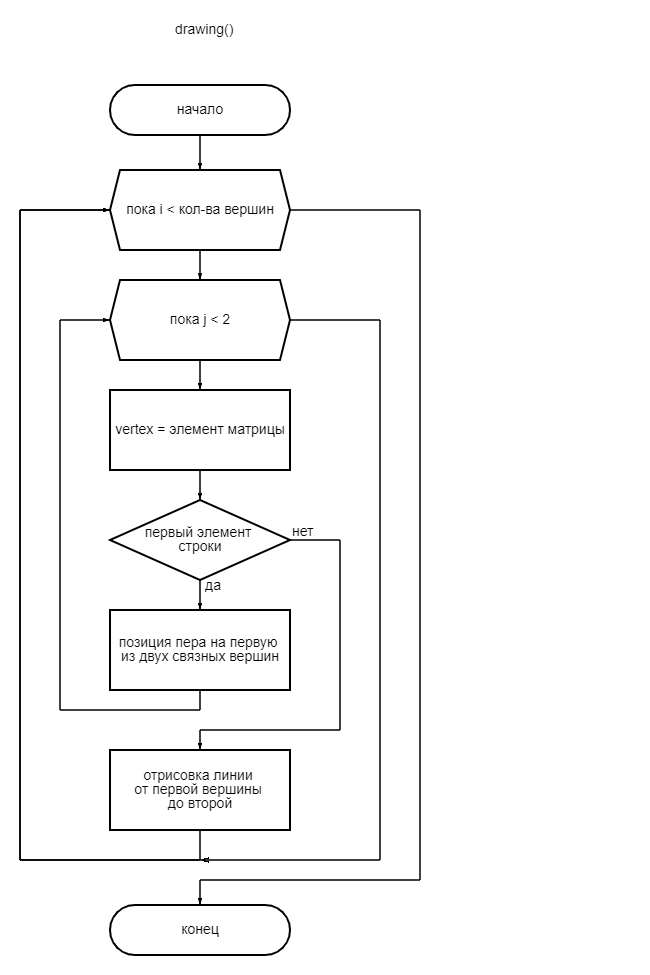 drawing()
начало
пока i < кол-ва вершин
пока j < 2
vertex = элемент матрицы
первый элемент
строки
нет
да
позиция пера на первую
из двух связных вершин
отрисовка линии
от первой вершины
до второй
конец